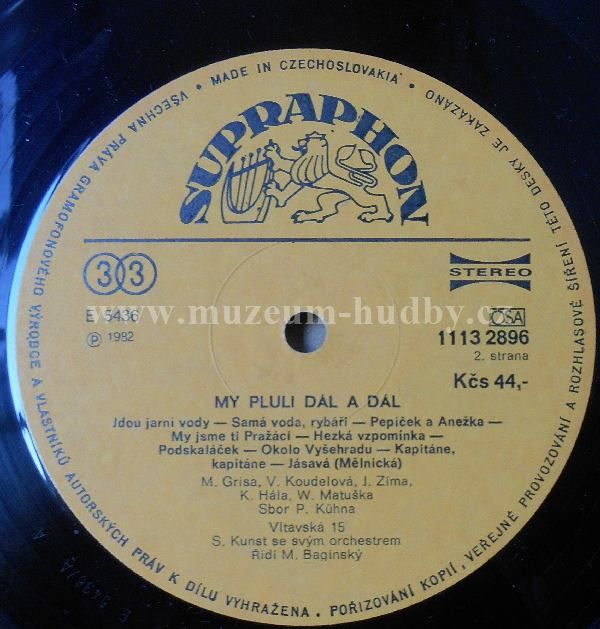 MADE IN CZECHOSLOVAKIA • VŠECHNA PRÁVA GRAMOFONOVÉHO VÝROBCE A VLASTNÍKŮ AUTORSKÝCH PRÁV K DÍLU VYHRAŽENA. POŘIZOVÁNÍ KOPIÍ, VEŘEJNÉ PROVOZOVÁNÍ A ROZHLASOVÉ ŠÍŘENÍ TÉTO DESKY JE ZAKÁZÁNO •
SUPRAPHON
33
STEREO
www.muzeum-hudby.c
E 5436
℗ 1982
OSA
1113 2896
2. strana
Kčs 44,-
MY PLULI DÁL A DÁL
Jdou jarní vody — Samá voda, rybáři — Pepíček a Anežka —
My jsme ti Pražáci — Hezká vzpomínka —
Podskaláček — Okolo Vyšehradu — Kapitáne,
kapitáne — Jásavá (Mělnická)
M. Grisa, V. Koudelová, J. Zíma,
K. Hála, W. Matuška
Sbor P. Kühna
Vltavská 15
S. Kunst se svým orchestrem
Řídí M. Baginský